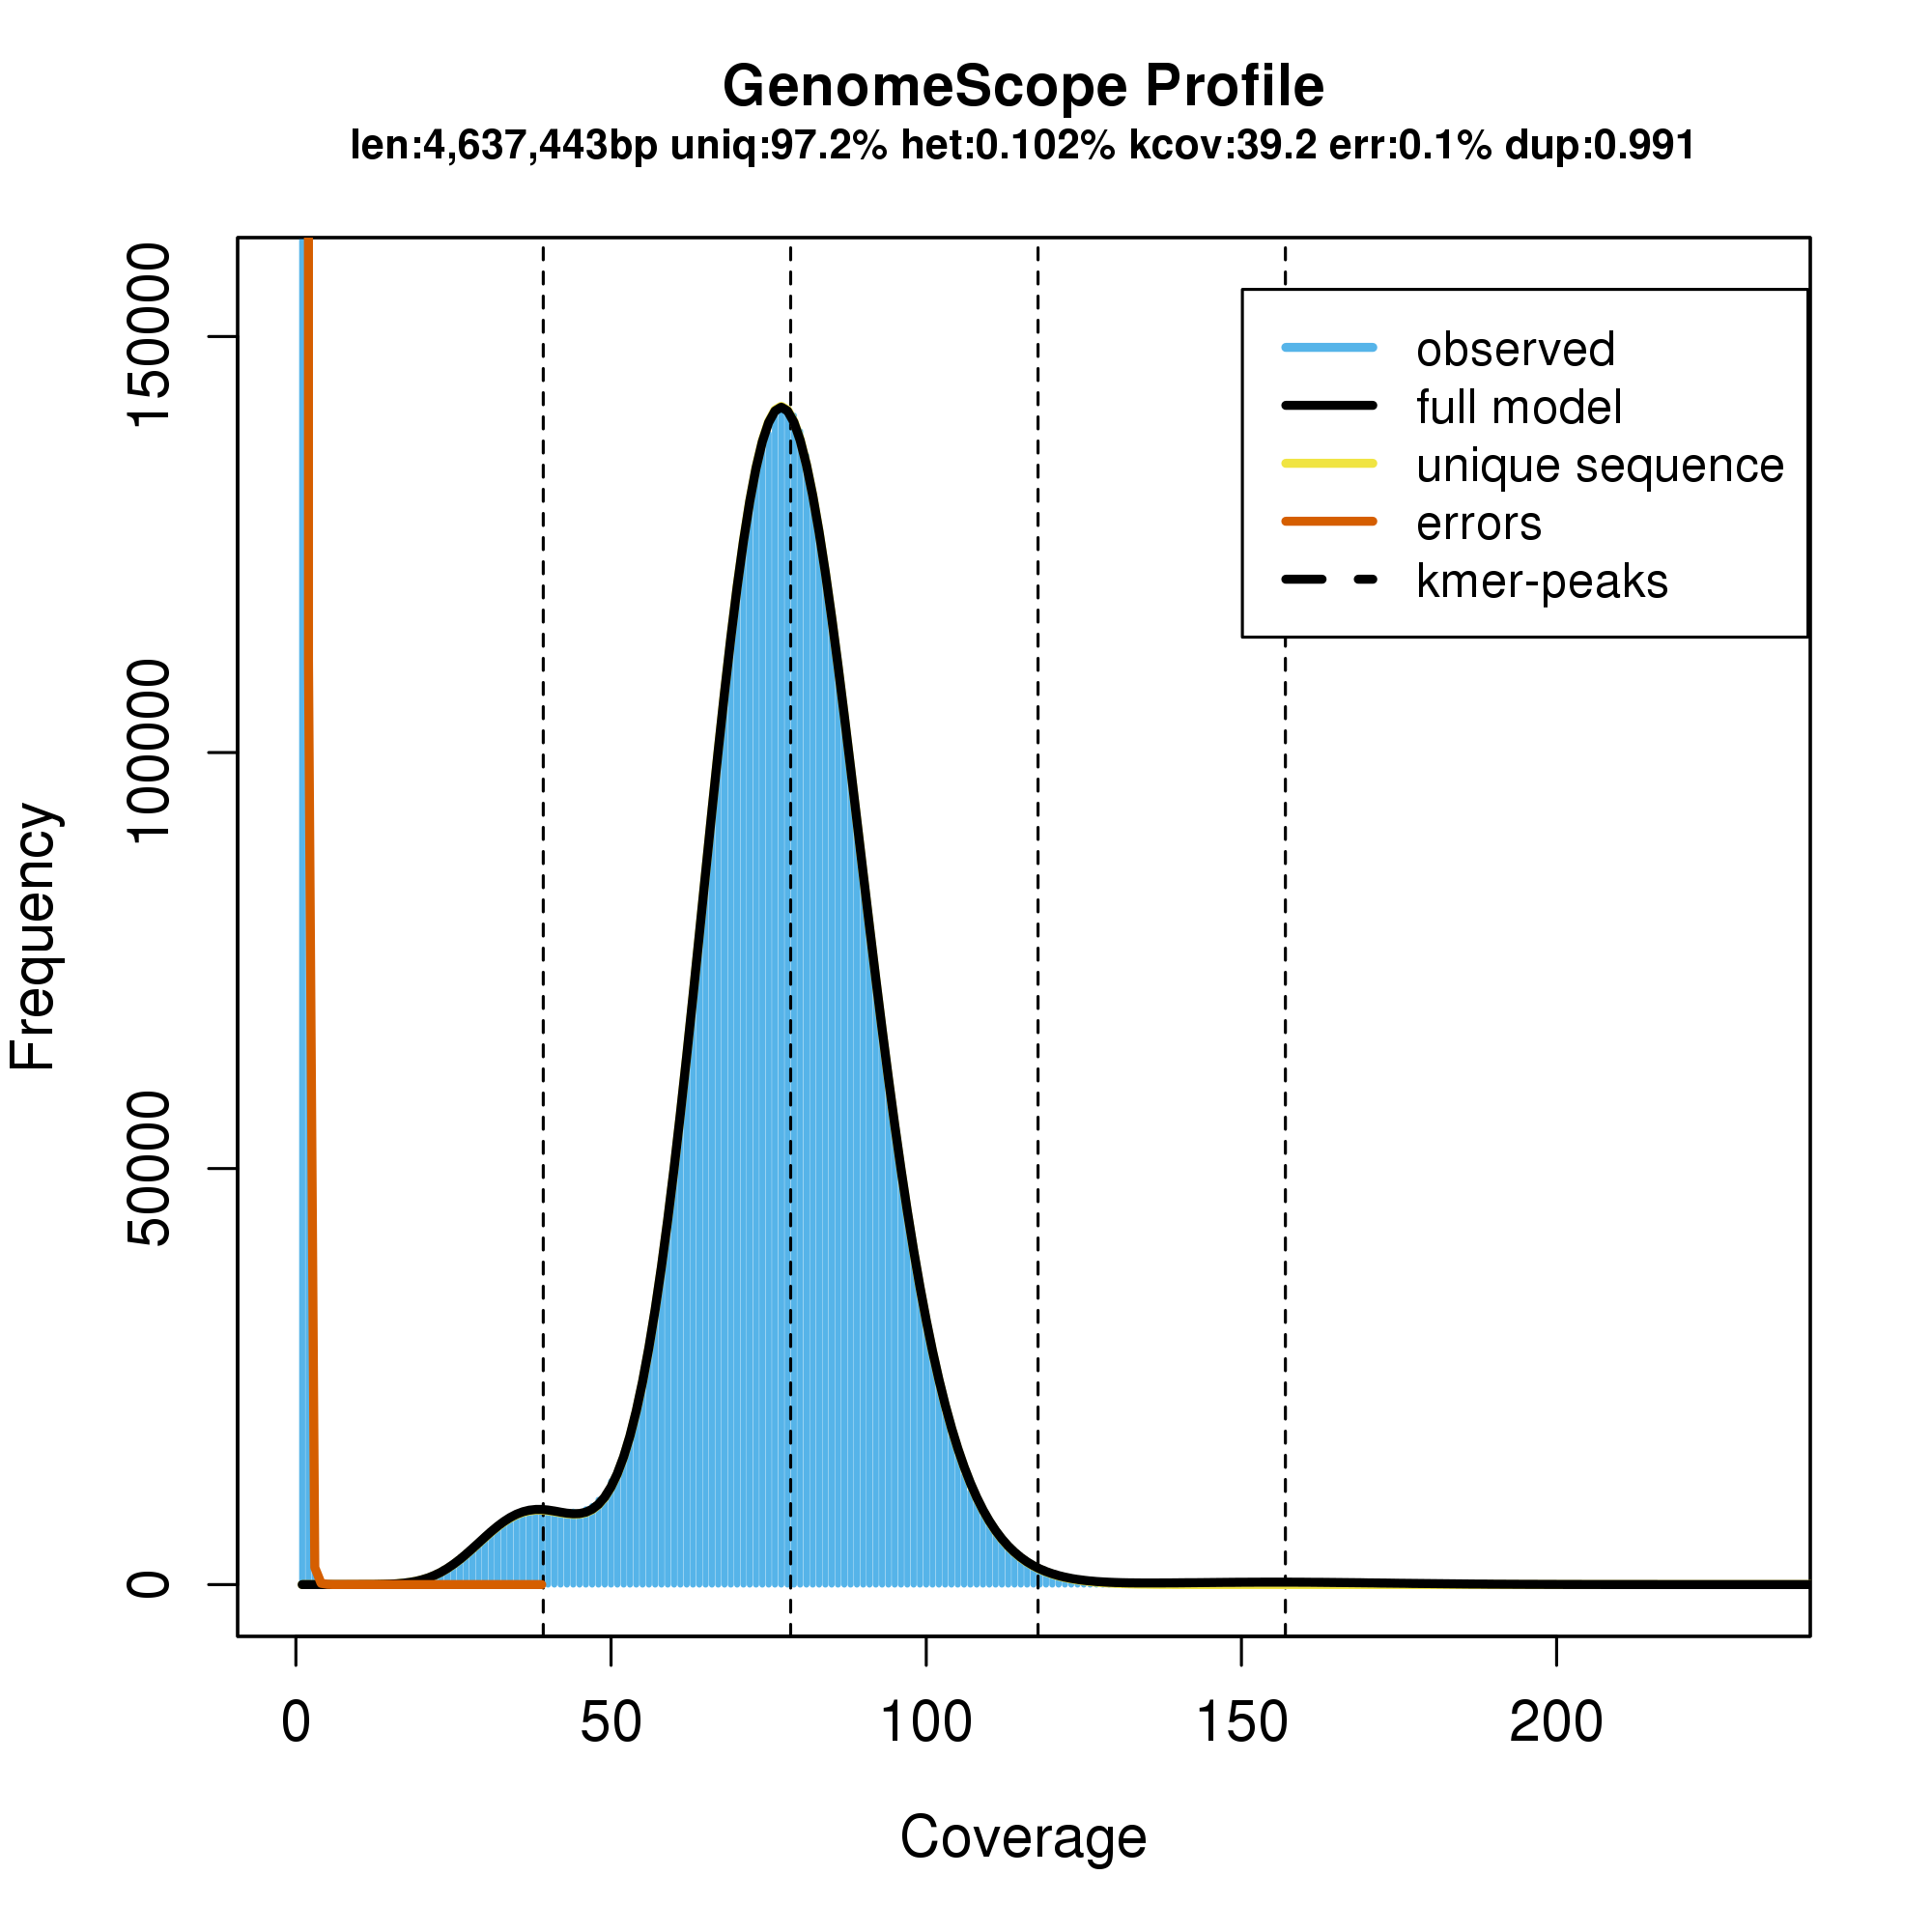 GenomeScope Profile
len:4,637,443bp uniq:97.2% het:0.102% kcov:39.2 err:0.1% dup:0.991
observed
full model
unique sequence
errors
kmer-peaks
Frequency
150000
100000
50000
0
0 50 100 150 200
Coverage